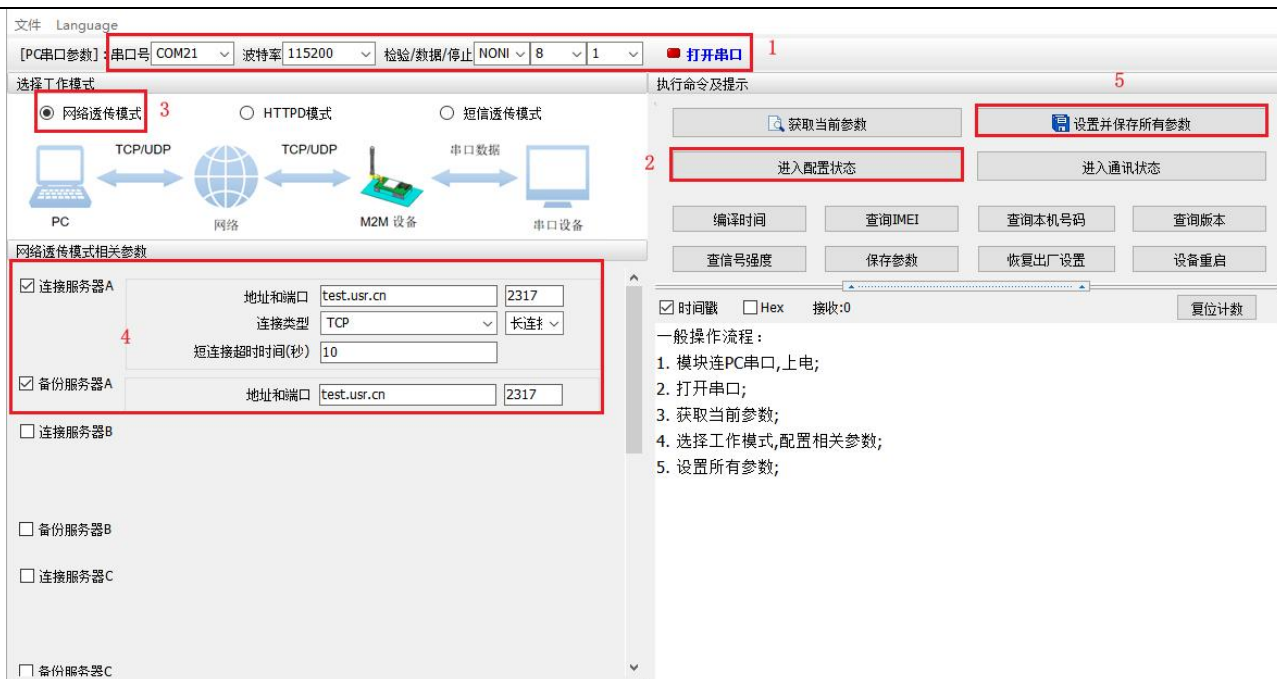 文件 Language
[PC串口参数]：串口号 COM21 波特率 115200 检验/数据/停止 NONI 8 1 打开串口 1
选择工作模式
网络透传模式 3 HTTPD模式 短信透传模式
TCP/UDP TCP/UDP 串口数据
PC 网络 M2M 设备 串口设备
网络透传模式相关参数
连接服务器A
地址和端口 test.usr.cn 2317
连接类型 TCP 长连接
4
短连接超时时间(秒) 10
备份服务器A
地址和端口 test.usr.cn 2317
连接服务器B
备份服务器B
连接服务器C
备份服务器C
执行命令及提示
5
获取当前参数 设置并保存所有参数
2 进入配置状态 进入通讯状态
编译时间 查询IMEI 查询本机号码 查询版本
查信号强度 保存参数 恢复出厂设置 设备重启
时间戳 Hex 接收:0 复位计数
一般操作流程：
1. 模块连PC串口,上电;
2. 打开串口;
3. 获取当前参数;
4. 选择工作模式,配置相关参数;
5. 设置所有参数;